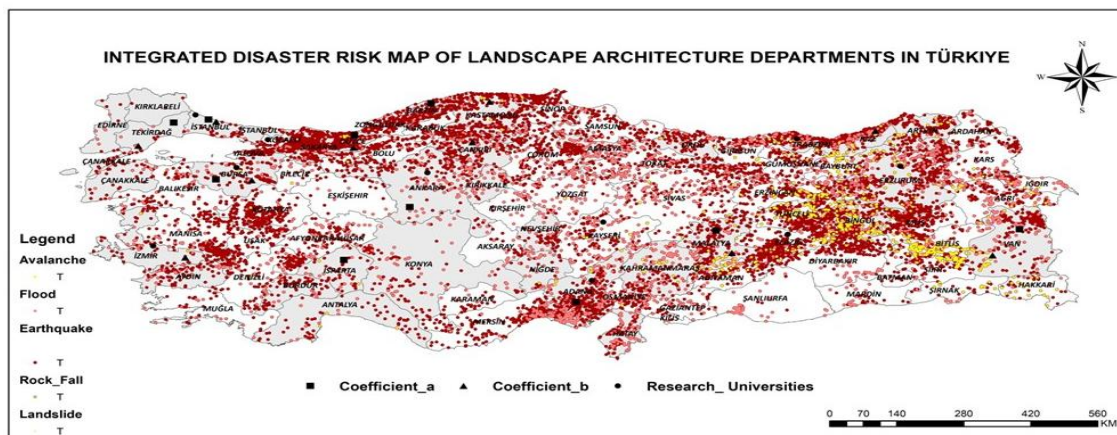 INTEGRATED DISASTER RISK MAP OF LANDSCAPE ARCHITECTURE DEPARTMENTS IN TÜRKIYE
N
W E
S
KIRKLARELİ
EDİRNE
TEKİRDAĞ
İSTANBUL
İSTANBUL
SİNOP
SAMSUN
ARDAHAN
KARS
ÇANAKKALE
ÇANAKKALE
BALIKESİR
BURSA
BİLECİK
BOLU
ÇANKIRI
ÇORUM
AMASYA
TOKAT
GÜMÜŞHANE
BAYBURT
ERZURUM
IĞDIR
AĞRI
ESKİŞEHİR
ANKARA
KIRIKKALE
YOZGAT
SİVAS
ERZİNCAN
TUNCELİ
BİNGÖL
MANİSA
UŞAK
AFYONKARAHİSAR
KIRŞEHİR
NEVŞEHİR
KAYSERİ
MALATYA
BİTLİS
VAN
İZMİR
AYDIN
DENİZLİ
ISPARTA
KONYA
AKSARAY
NİĞDE
KAHRAMANMARAŞ
ADIYAMAN
DİYARBAKIR
BATMAN
SİİRT
ŞIRNAK
HAKKARİ
MUĞLA
BURDUR
ANTALYA
KARAMAN
MERSİN
ADANA
OSMANİYE
GAZİANTEP
KİLİS
ŞANLIURFA
MARDİN
HATAY
Legend
Avalanche
T
Flood
T
Earthquake
T
Rock_Fall
T
Landslide
T
Coefficient_a Coefficient_b Research_ Universities
0 70 140 280 420 560
KM